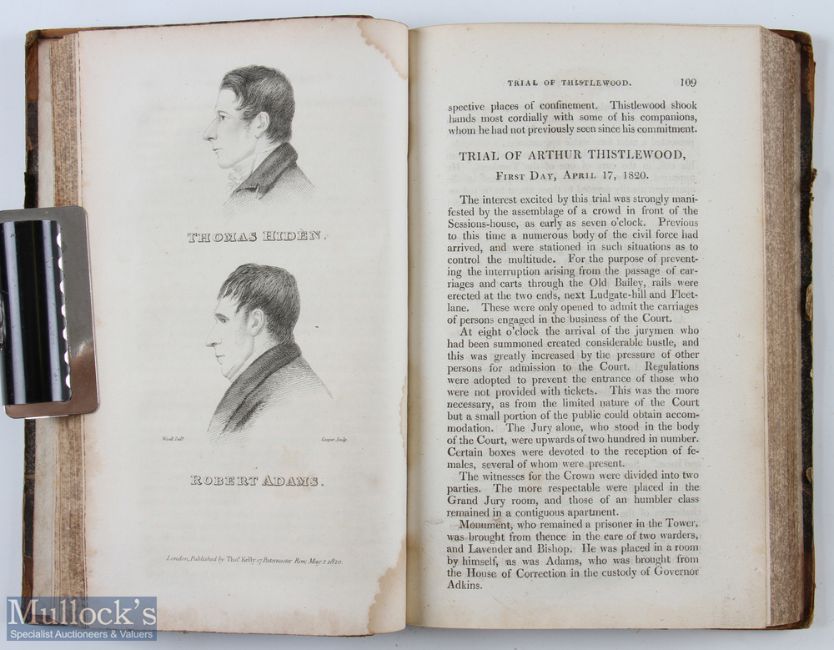 THOMAS HIDEN.
Cooper Sculp.
ROBERT ADAMS.
London, Published by Thos. Kelly 17 Paternoster Row May 2 1820.
TRIAL OF THISTLEWOOD. 109
spective places of confinement. Thistlewood shook
hands most cordially with some of his companions,
whom he had not previously seen since his commitment.
TRIAL OF ARTHUR THISTLEWOOD,
FIRST DAY, APRIL 17, 1820.
The interest excited by this trial was strongly mani-
fested by the assemblage of a crowd in front of the
Sessions-house, as early as seven o'clock. Previous
to this time a numerous body of the civil force had
arrived, and were stationed in such situations as to
control the multitude. For the purpose of prevent-
ing the interruption arising from the passage of car-
riages and carts through the Old Bailey, rails were
erected at the two ends, next Ludgate-hill and Fleet-
lane. These were only opened to admit the carriages
of persons engaged in the business of the Court.
At eight o'clock the arrival of the jurymen who
had been summoned created considerable bustle, and
this was greatly increased by the pressure of other
persons for admission to the Court. Regulations
were adopted to prevent the entrance of those who
were not provided with tickets. This was the more
necessary, as from the limited nature of the Court
but a small portion of the public could obtain accom-
modation. The Jury alone, who stood in the body
of the Court, were upwards of two hundred in number.
Certain boxes were devoted to the reception of fe-
males, several of whom were present.
The witnesses for the Crown were divided into two
parties. The more respectable were placed in the
Grand Jury room, and those of an humbler class
remained in a contiguous apartment.
Monument, who remained a prisoner in the Tower,
was brought from thence in the care of two warders,
and Lavender and Bishop. He was placed in a room
by himself, as was Adams, who was brought from
the House of Correction in the custody of Governor
Adkins.
MULLOCK'S
Specialist Auctioneers & Valuers